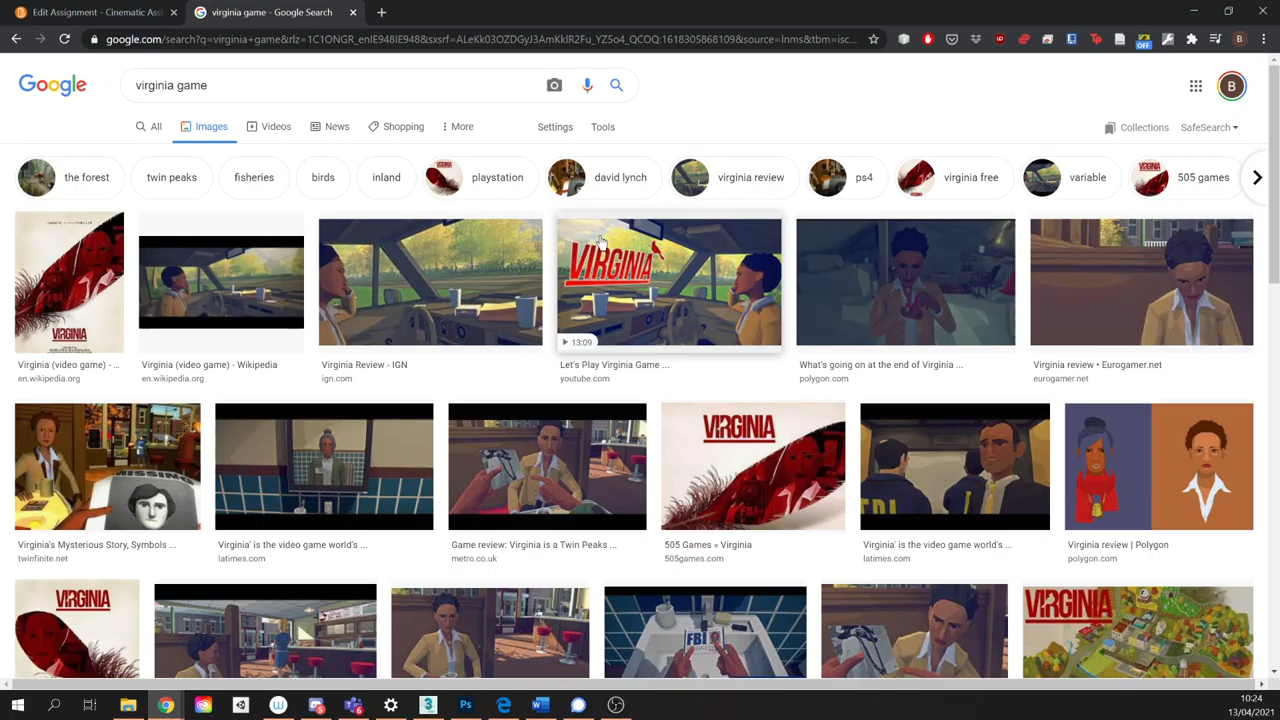 Edit Assignment - Cinematic Ass
virginia game - Google Search
google.com/search?q=virginia+game&rlz=1C1ONGR_enIE948IE948&sxsrf=ALeKk03OZDGyJ3AmKklR2Fu_YZ5o4_QCOQ:1618305868109&source=lnms&tbm=isc...
OFF
B
Google
virginia game
B
All
Images
Videos
News
Shopping
More
Settings
Tools
Collections
SafeSearch
the forest
twin peaks
fisheries
birds
inland
playstation
david lynch
virginia review
ps4
virginia free
variable
505 games
VIRGINIA
VIRGINIA
13:09
Virginia (video game) - ...
en.wikipedia.org
Virginia (video game) - Wikipedia
en.wikipedia.org
Virginia Review - IGN
ign.com
Let's Play Virginia Game ...
youtube.com
What's going on at the end of Virginia ...
polygon.com
Virginia review • Eurogamer.net
eurogamer.net
VIRGINIA
FBI
Virginia's Mysterious Story, Symbols ...
twinfinite.net
Virginia' is the video game world's ...
latimes.com
Game review: Virginia is a Twin Peaks ...
metro.co.uk
505 Games » Virginia
505games.com
Virginia' is the video game world's ...
latimes.com
Virginia review | Polygon
polygon.com
VIRGINIA
FBI
VIRGINIA
10:24
13/04/2021